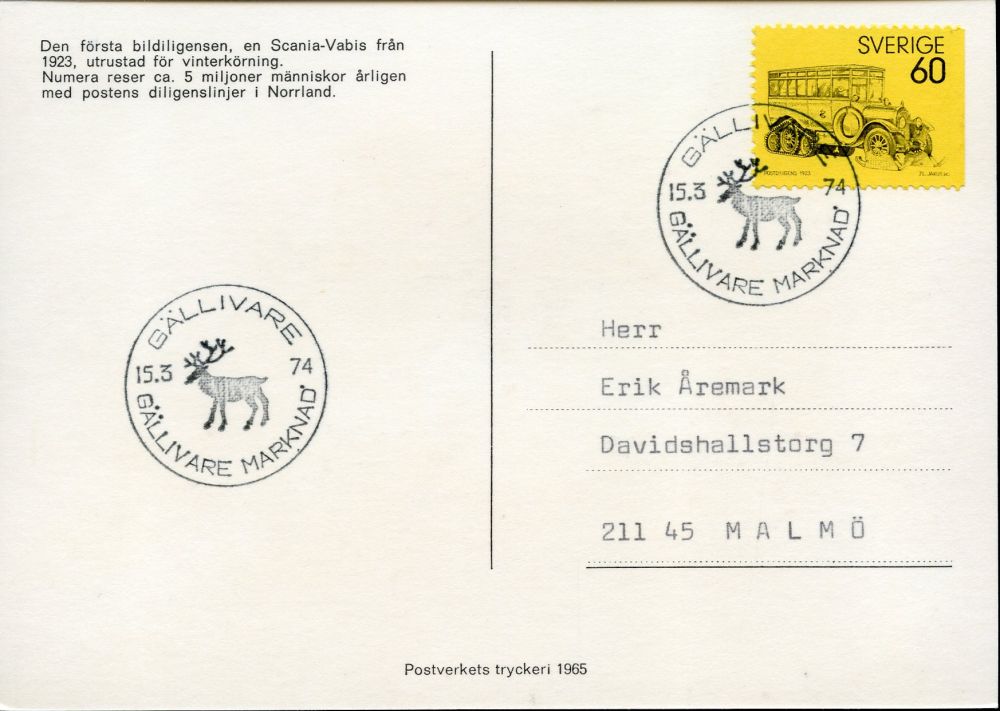 Den första bildiligensen, en Scania-Vabis från
1923, utrustad för vinterkörning.
Numera reser ca. 5 miljoner människor årligen
med postens diligenslinjer i Norrland.
SVERIGE
60
POSTDILIGENS 1923
GÄLLIVARE
15.3 74
GÄLLIVARE MARKNAD
Herr
Erik Åremark
Davidshallstorg 7
211 45 MALMÖ
GÄLLIVARE
15.3 74
GÄLLIVARE MARKNAD
Postverkets tryckeri 1965